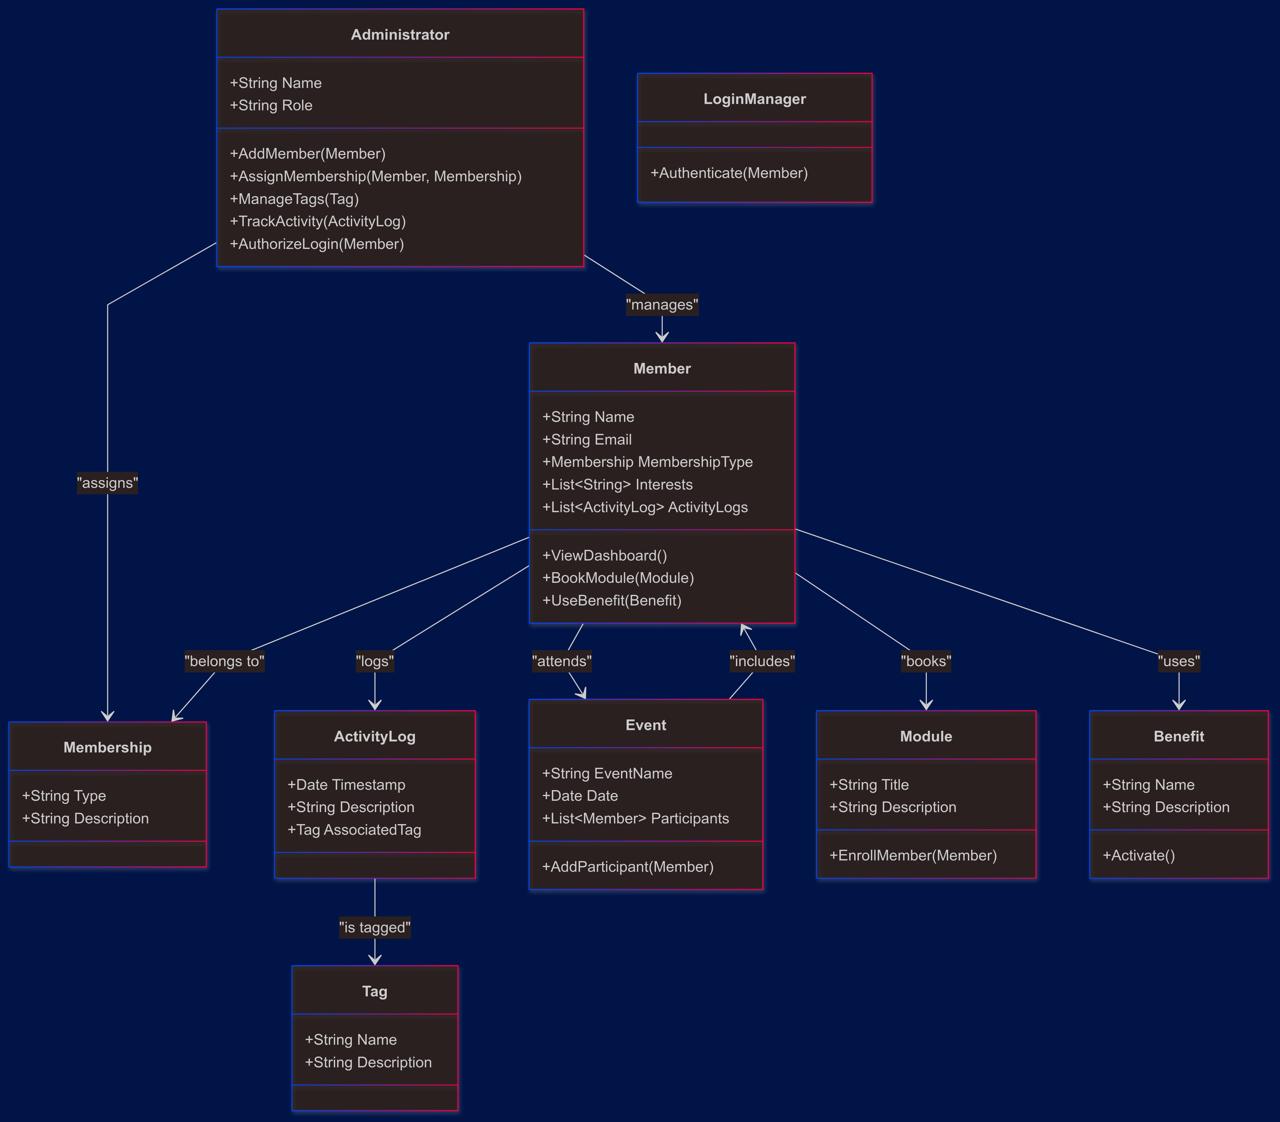 Administrator
+String Name
+String Role
+AddMember(Member)
+AssignMembership(Member, Membership)
+ManageTags(Tag)
+TrackActivity(ActivityLog)
+AuthorizeLogin(Member)
LoginManager
+Authenticate(Member)
"manages"
"assigns"
Member
+String Name
+String Email
+Membership MembershipType
+List<String> Interests
+List<ActivityLog> ActivityLogs
+ViewDashboard()
+BookModule(Module)
+UseBenefit(Benefit)
"belongs to"
"logs"
"attends"
"includes"
"books"
"uses"
Membership
+String Type
+String Description
ActivityLog
+Date Timestamp
+String Description
+Tag AssociatedTag
Event
+String EventName
+Date Date
+List<Member> Participants
+AddParticipant(Member)
Module
+String Title
+String Description
+EnrollMember(Member)
Benefit
+String Name
+String Description
+Activate()
"is tagged"
Tag
+String Name
+String Description